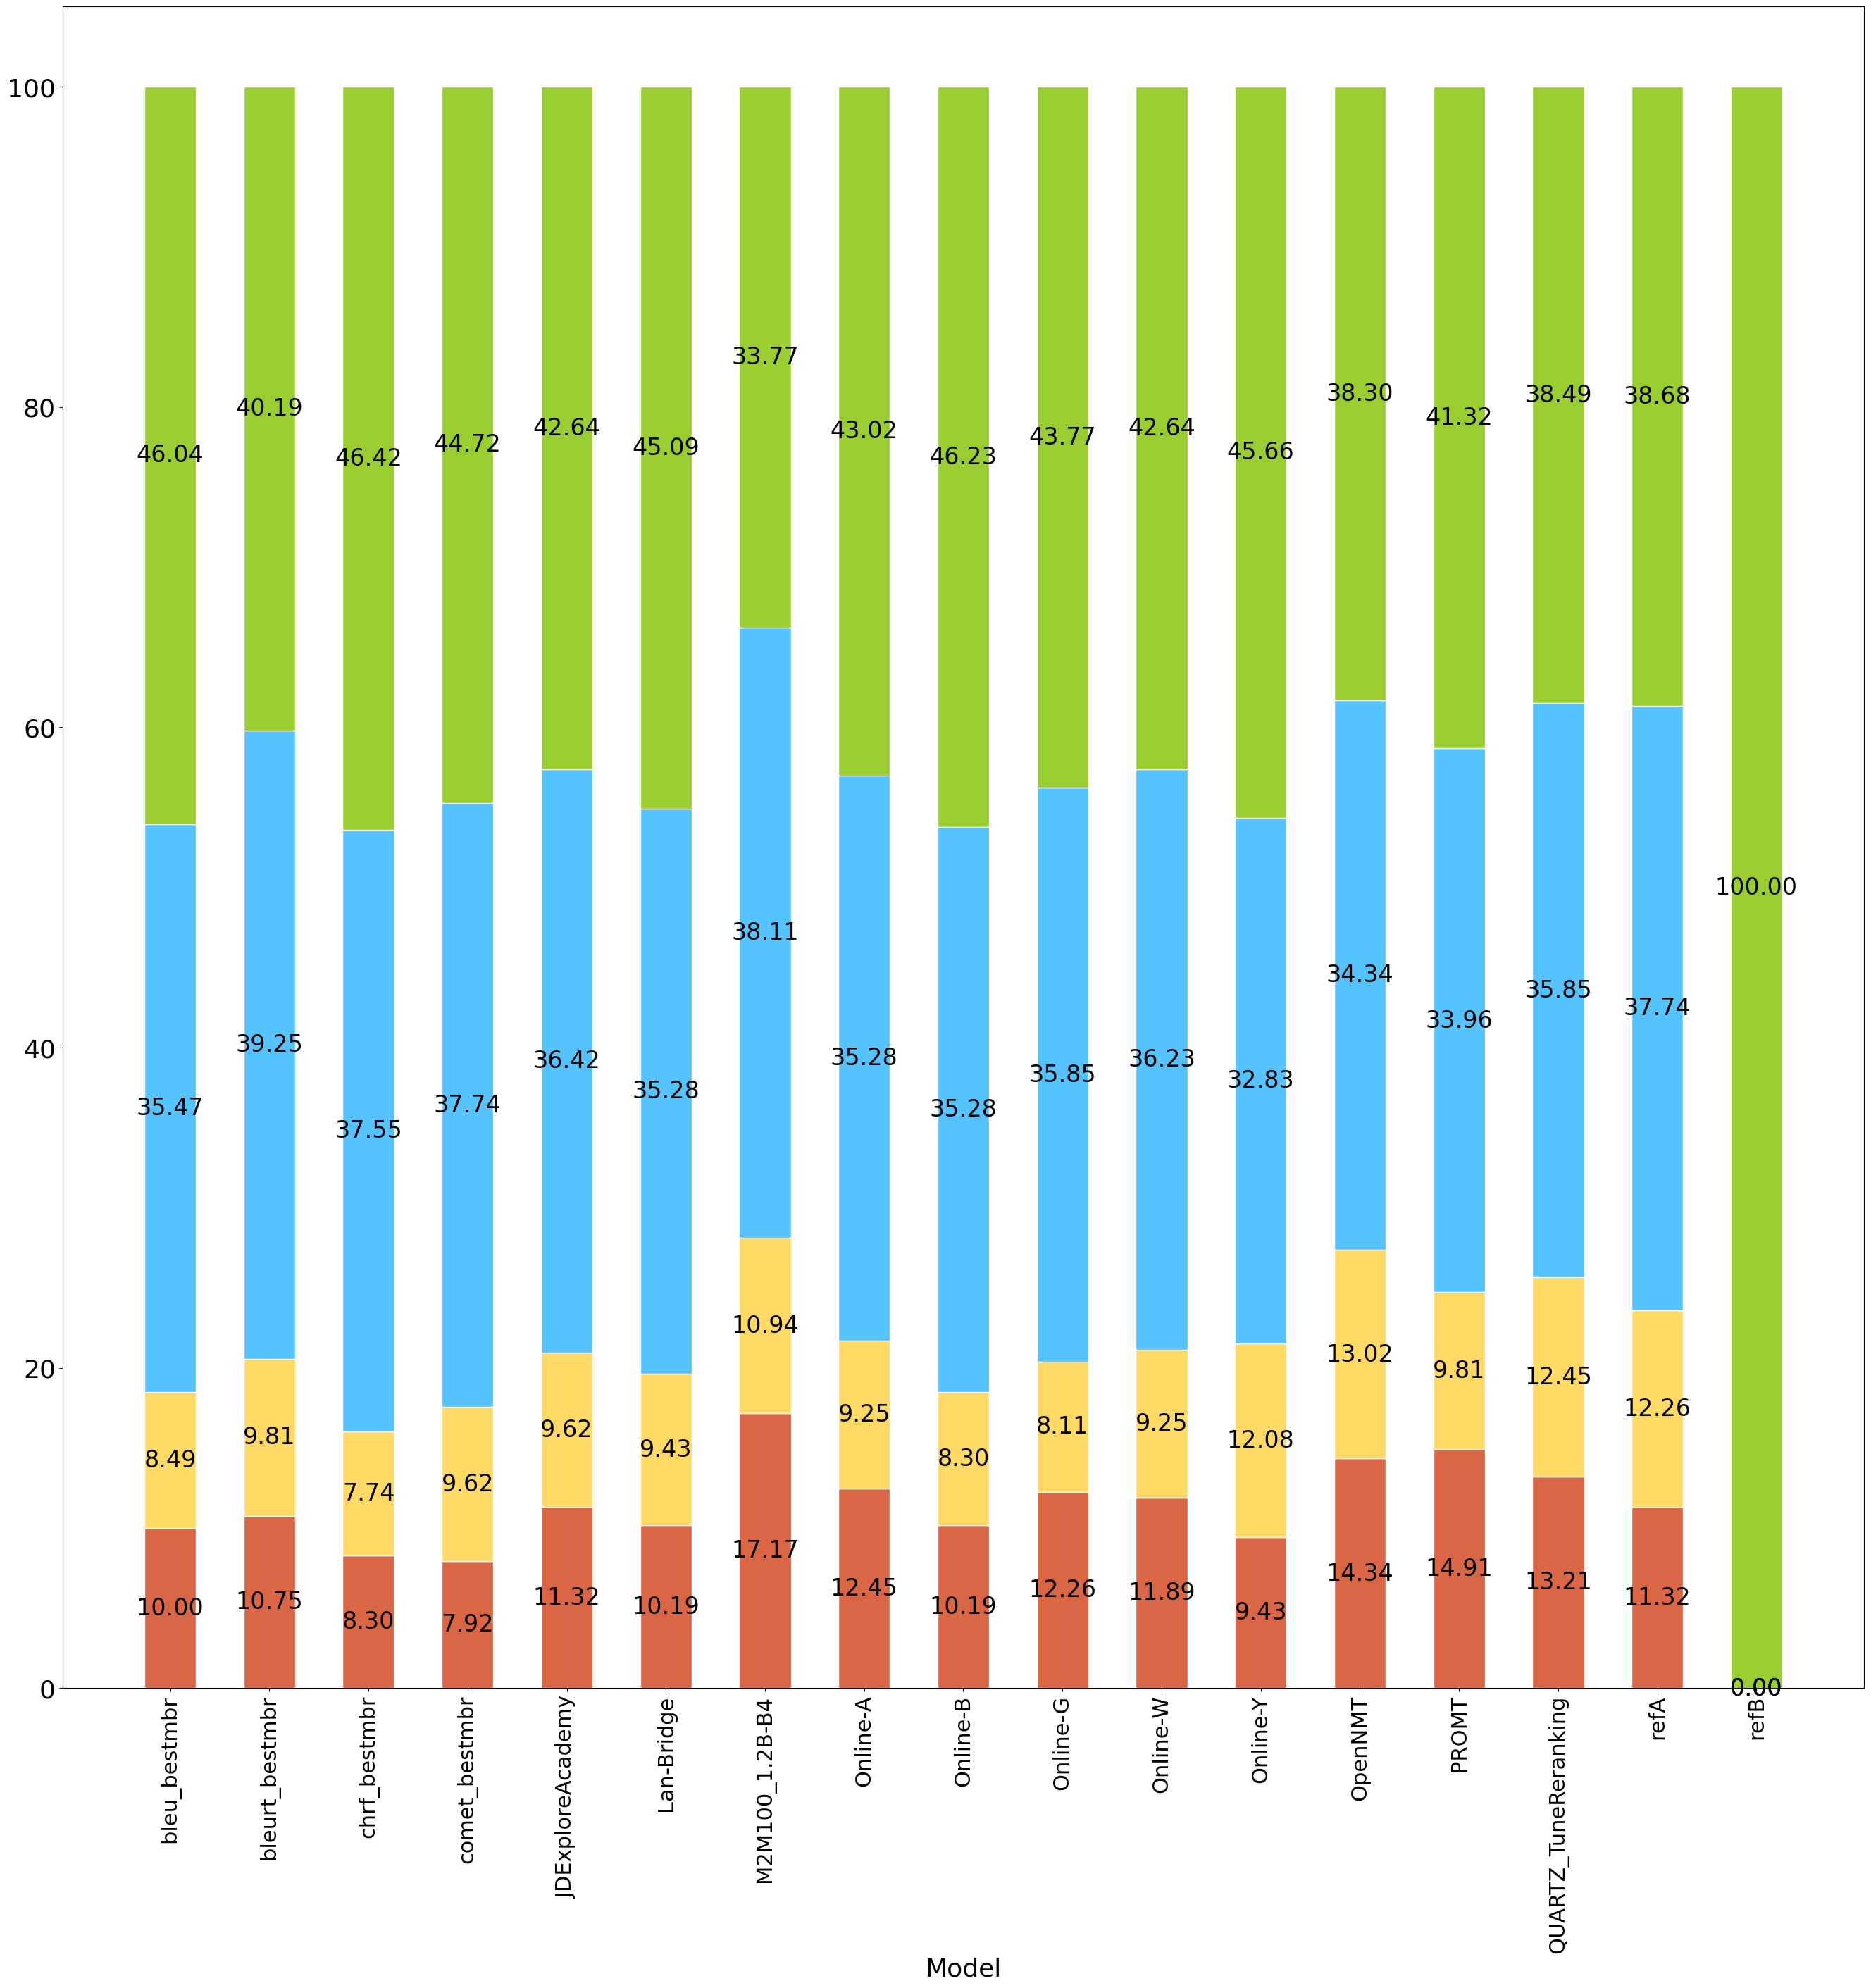 100
80
60
40
20
0
46.04 40.19 46.42 44.72 42.64 45.09 33.77 43.02 46.23 43.77 42.64 45.66 38.30 41.32 38.49 38.68 100.00
35.47 39.25 37.55 37.74 36.42 35.28 38.11 35.28 35.28 35.85 36.23 32.83 34.34 33.96 35.85 37.74 0.00
8.49 9.81 7.74 9.62 9.62 9.43 10.94 9.25 8.30 8.11 9.25 12.08 13.02 9.81 12.45 12.26 0.00
10.00 10.75 8.30 7.92 11.32 10.19 17.17 12.45 10.19 12.26 11.89 9.43 14.34 14.91 13.21 11.32 0.00
bleu_bestmbr
bleurt_bestmbr
chrf_bestmbr
comet_bestmbr
JDExploreAcademy
Lan-Bridge
M2M100_1.2B-B4
Online-A
Online-B
Online-G
Online-W
Online-Y
OpenNMT
PROMT
QUARTZ_TuneReranking
refA
refB
Model